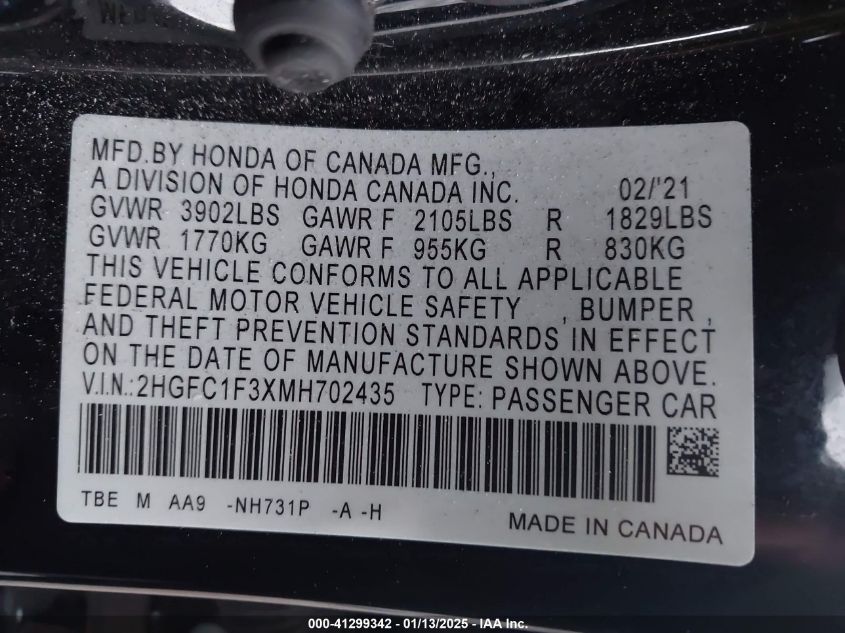 MFD.BY HONDA OF CANADA MFG.,
A DIVISION OF HONDA CANADA INC. 02/'21
GVWR 3902LBS GAWR F 2105LBS R 1829LBS
GVWR 1770KG GAWR F 955KG R 830KG
THIS VEHICLE CONFORMS TO ALL APPLICABLE
FEDERAL MOTOR VEHICLE SAFETY , BUMPER ,
AND THEFT PREVENTION STANDARDS IN EFFECT
ON THE DATE OF MANUFACTURE SHOWN ABOVE.
V.I.N.:2HGFC1F3XMH702435 TYPE: PASSENGER CAR
TBE M AA9 -NH731P -A -H
MADE IN CANADA
000-41299342 - 01/13/2025 - IAA Inc.